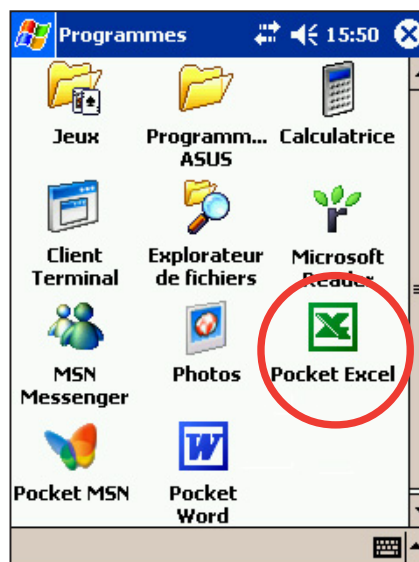 Programmes 15:50
Jeux Programm... Calculatrice
ASUS
Client Explorateur Microsoft
Terminal de fichiers Reader
MSN Photos Pocket Excel
Messenger
Pocket MSN Pocket
Word